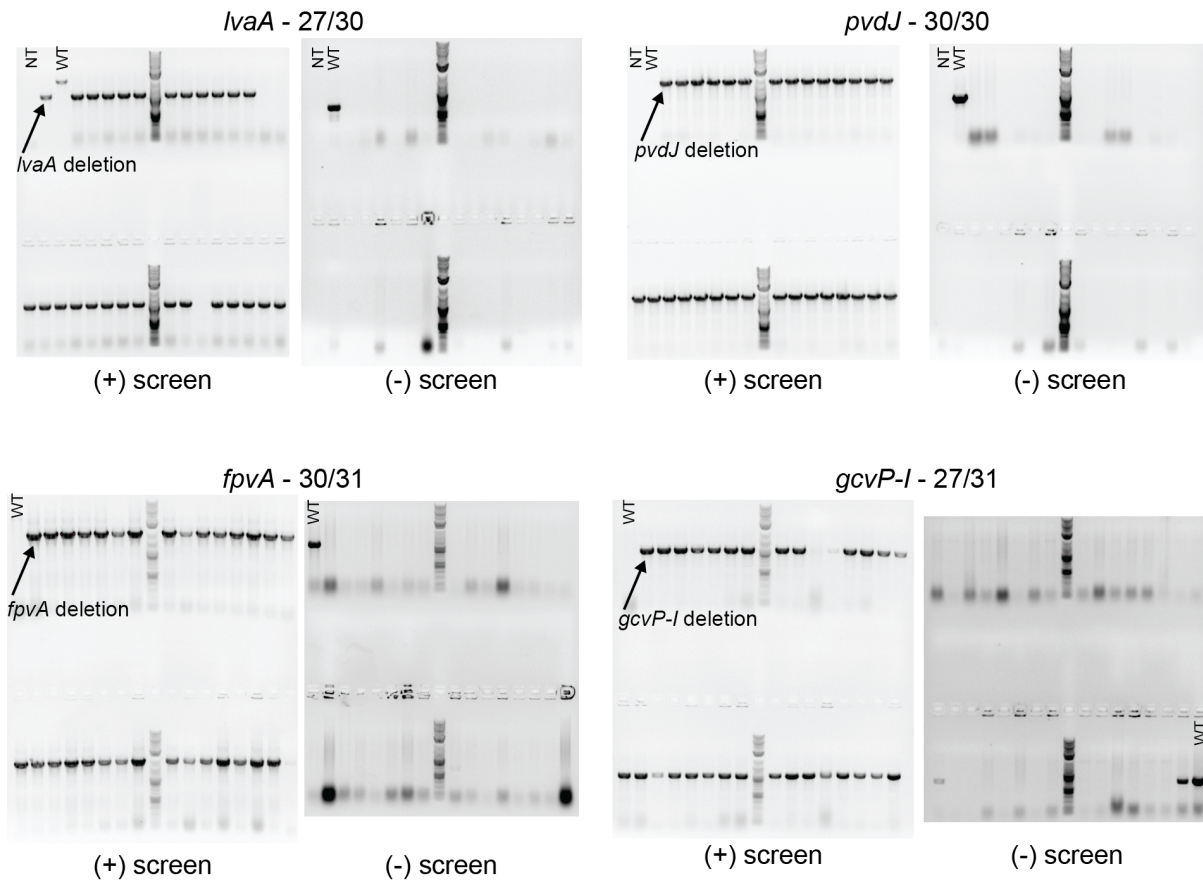 lvaA - 27/30
pvdJ - 30/30
NT
WT
NT
WT
NT
WT
NT
WT
lvaA deletion
pvdJ deletion
(+) screen
(-) screen
(+) screen
(-) screen
fpvA - 30/31
gcvP-I - 27/31
WT
WT
WT
fpvA deletion
gcvP-I deletion
WT
(+) screen
(-) screen
(+) screen
(-) screen